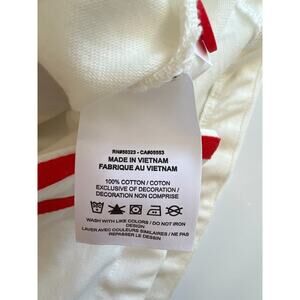 RN#56323 - CA#05553
MADE IN VIETNAM
FABRIQUE AU VIETNAM
100% COTTON / COTON
EXCLUSIVE OF DECORATION /
DECORATION NON COMPRISE
WASH WITH LIKE COLORS / DO NOT IRON
DESIGN
LAVER AVEC COULEURS SIMILAIRES / NE PAS
REPASSER LE DESSIN